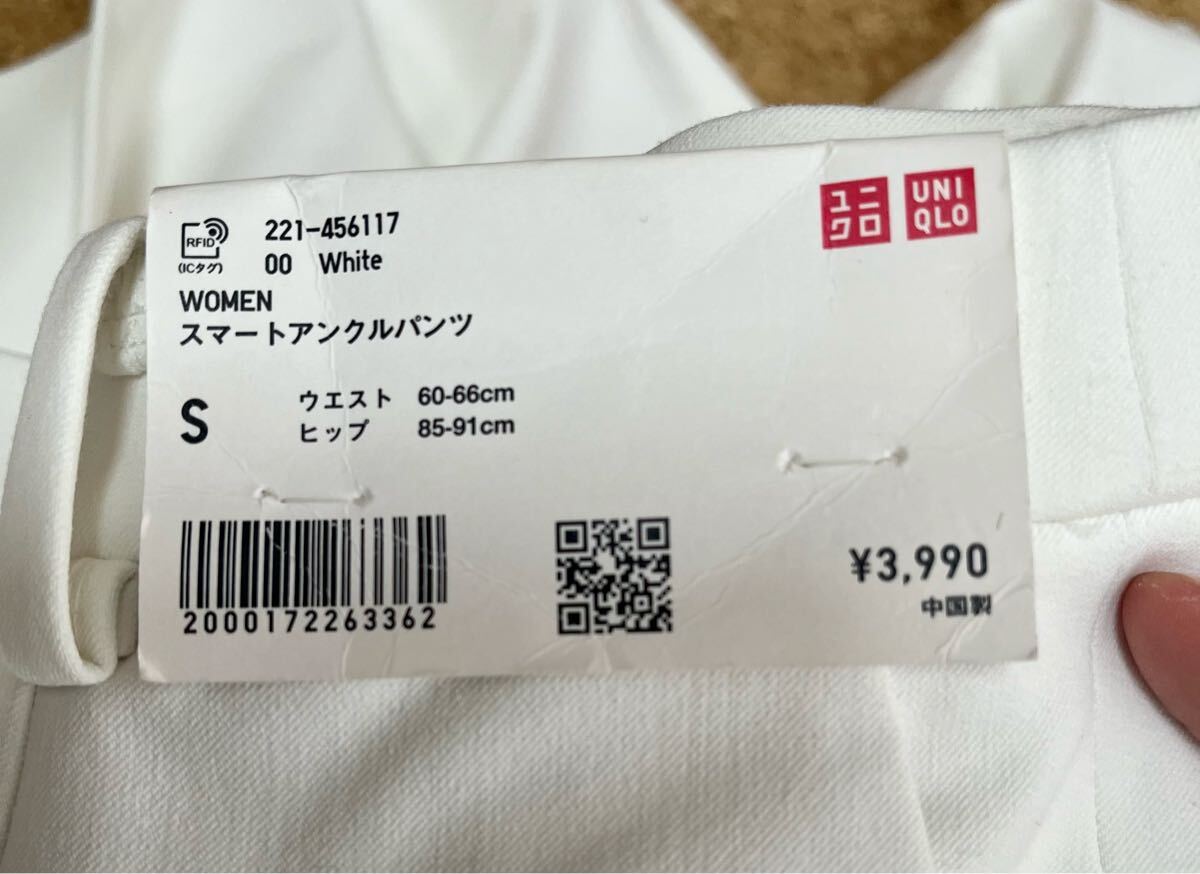 RFID
(ICタグ)
221-456117
00 White
ユニクロ
UNIQLO
WOMEN
スマートアンクルパンツ
S
ウエスト 60-66cm
ヒップ 85-91cm
2000172263362
¥3,990
中国製